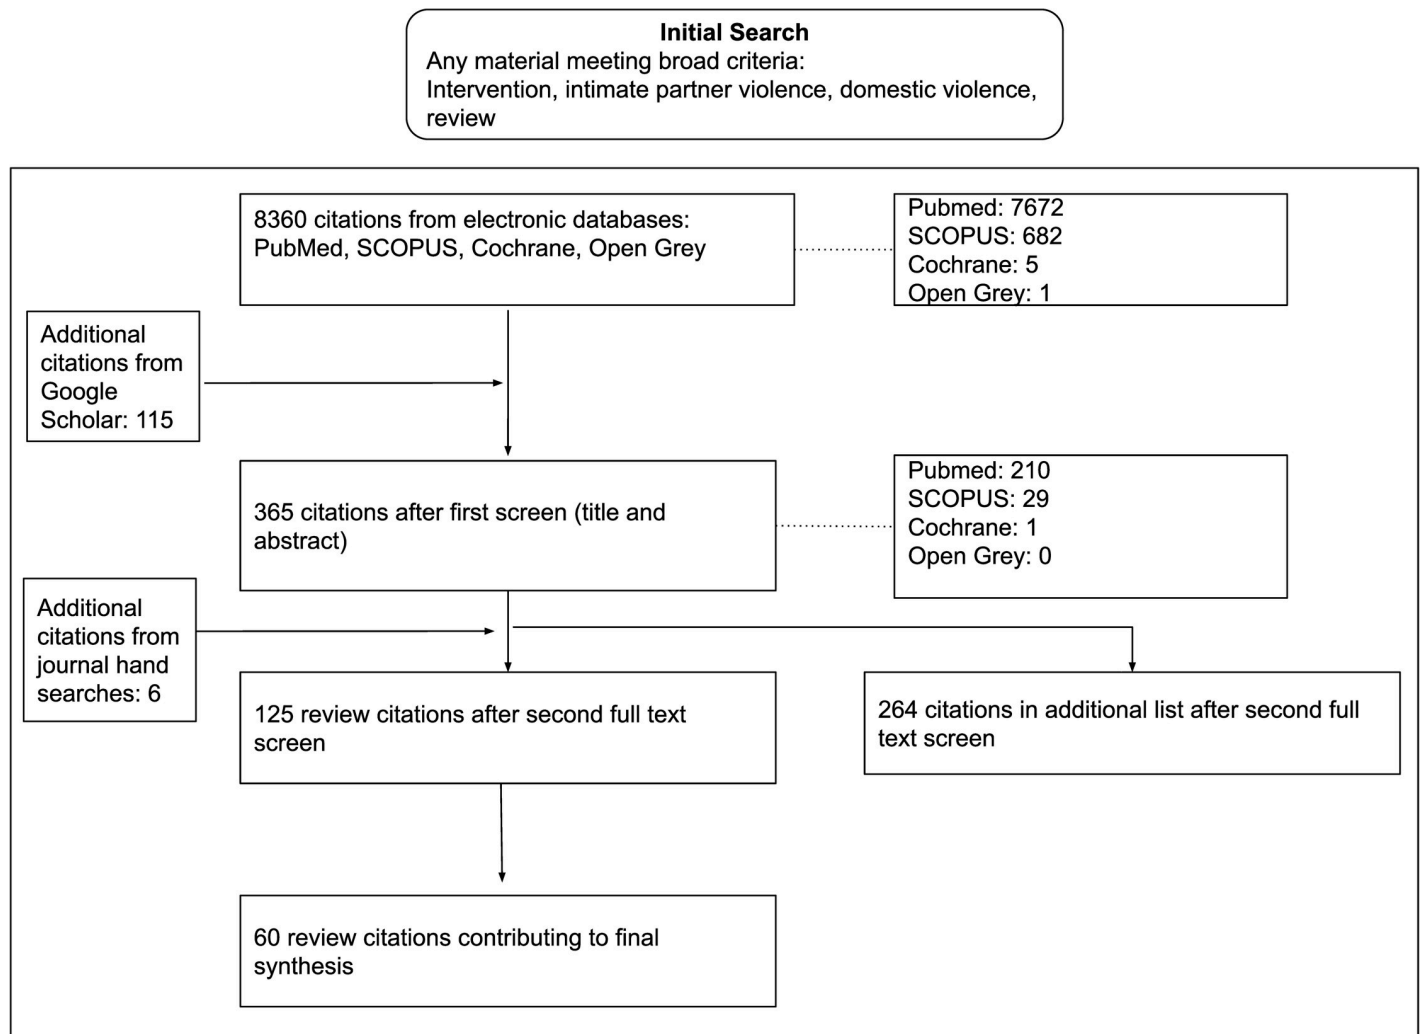 Initial Search
Any material meeting broad criteria:
Intervention, intimate partner violence, domestic violence,
review
8360 citations from electronic databases:
PubMed, SCOPUS, Cochrane, Open Grey
Pubmed: 7672
SCOPUS: 682
Cochrane: 5
Open Grey: 1
Additional
citations from
Google
Scholar: 115
365 citations after first screen (title and
abstract)
Pubmed: 210
SCOPUS: 29
Cochrane: 1
Open Grey: 0
Additional
citations from
journal hand
searches: 6
125 review citations after second full text
screen
264 citations in additional list after second full
text screen
60 review citations contributing to final
synthesis